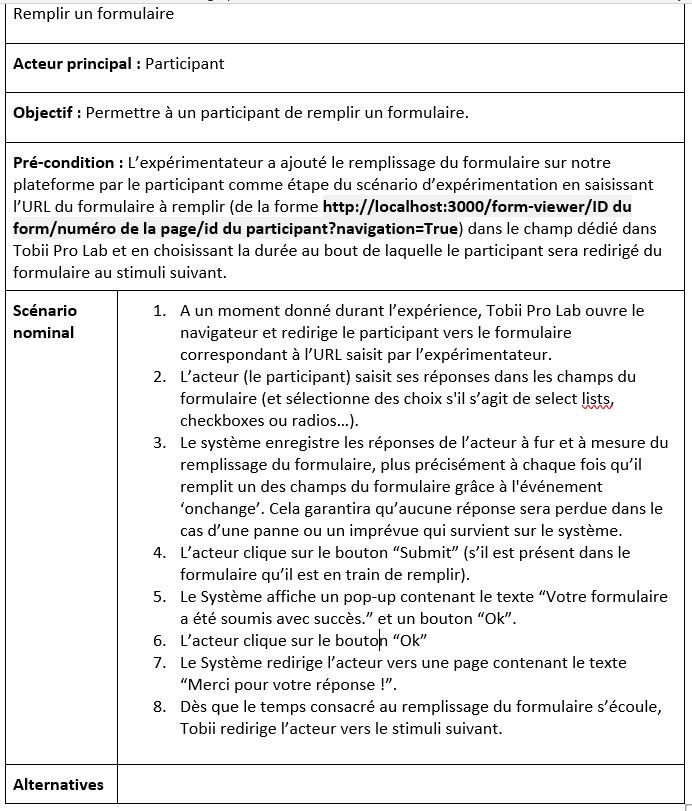 Remplir un formulaire
Acteur principal : Participant
Objectif : Permettre à un participant de remplir un formulaire.
Pré-condition : L’expérimentateur a ajouté le remplissage du formulaire sur notre
plateforme par le participant comme étape du scénario d’expérimentation en saisissant
l’URL du formulaire à remplir (de la forme http://localhost:3000/form-viewer/ID du
form/numéro de la page/id du participant?navigation=True) dans le champ dédié dans
Tobii Pro Lab et en choisissant la durée au bout de laquelle le participant sera redirigé du
formulaire au stimuli suivant.
Scénario
nominal
1. A un moment donné durant l’expérience, Tobii Pro Lab ouvre le
navigateur et redirige le participant vers le formulaire
correspondant à l’URL saisit par l’expérimentateur.
2. L’acteur (le participant) saisit ses réponses dans les champs du
formulaire (et sélectionne des choix s'il s’agit de select lists,
checkboxes ou radios…).
3. Le système enregistre les réponses de l’acteur à fur et à mesure du
remplissage du formulaire, plus précisément à chaque fois qu’il
remplit un des champs du formulaire grâce à l'événement
‘onchange’. Cela garantira qu’aucune réponse sera perdue dans le
cas d’une panne ou un imprévue qui survient sur le système.
4. L’acteur clique sur le bouton “Submit” (s’il est présent dans le
formulaire qu’il est en train de remplir).
5. Le Système affiche un pop-up contenant le texte “Votre formulaire
a été soumis avec succès.” et un bouton “Ok”.
6. L’acteur clique sur le bouton “Ok”
7. Le Système redirige l’acteur vers une page contenant le texte
“Merci pour votre réponse !”.
8. Dès que le temps consacré au remplissage du formulaire s’écoule,
Tobii redirige l’acteur vers le stimuli suivant.
Alternatives